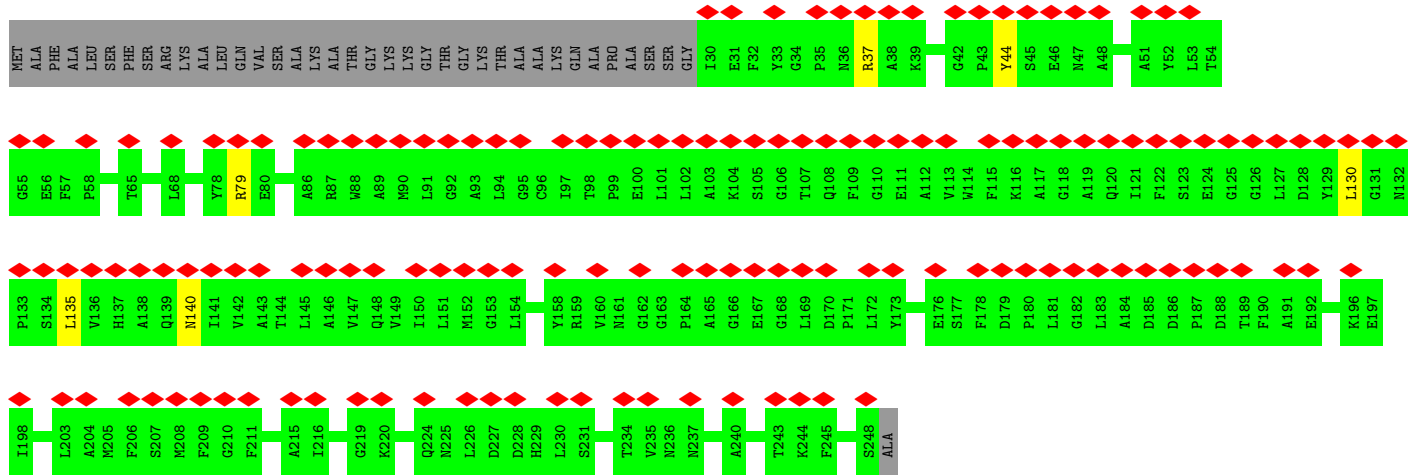 MET ALA PHE ALA LEU SER PHE SER ARG LYS ALA LEU GLN VAL SER ALA LYS ALA THR GLY LYS LYS GLY THR GLY LYS THR ALA ALA LYS GLN ALA PRO ALA SER SER GLY I30 E31 F32 Y33 G34 P35 N36 R37 A38 K39 G42 P43 Y44 S45 E46 N47 A48 A51 Y52 L53 T54
G55 E56 F57 P58 T65 L68 Y78 R79 E80 A86 R87 W88 A89 M90 L91 G92 A93 L94 G95 C96 I97 T98 P99 E100 L101 L102 A103 K104 S105 G106 T107 Q108 F109 G110 E111 A112 V113 W114 F115 K116 A117 G118 A119 Q120 I121 F122 S123 E124 G125 G126 L127 D128 Y129 L130 G131 N132
P133 S134 L135 V136 H137 A138 Q139 N140 I141 V142 A143 T144 L145 A146 V147 Q148 V149 I150 L151 M152 G153 L154 Y158 R159 V160 N161 G162 G163 P164 A165 G166 E167 G168 L169 D170 P171 L172 Y173 E176 S177 F178 D179 P180 L181 G182 L183 A184 D185 D186 P187 D188 T189 F190 A191 E192 K196 E197
I198 L203 A204 M205 F206 S207 M208 F209 G210 F211 A215 I216 G219 K220 Q224 N225 L226 D227 D228 H229 L230 S231 T234 V235 N236 N237 A240 T243 K244 F245 S248 ALA